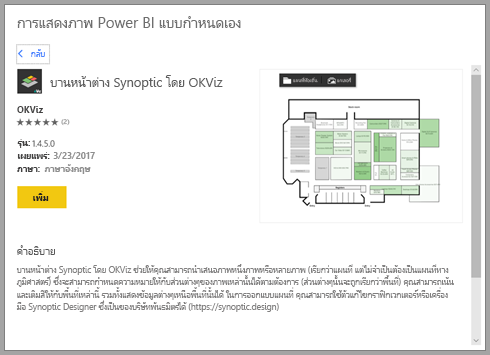 การแสดงภาพ Power BI แบบกำหนดเอง
กลับ
บานหน้าต่าง Synoptic โดย OKViz
OKViz
(2)
รุ่น: 1.4.5.0
เผยแพร่: 3/23/2017
ภาษา: ภาษาอังกฤษ
เพิ่ม
คำอธิบาย
บานหน้าต่าง Synoptic โดย OKViz ช่วยให้คุณสามารถนำเสนอภาพหนึ่งภาพหรือหลายภาพ (เรียกว่าแผนที่ แต่ไม่จำเป็นต้องเป็นแผนที่ทาง
ภูมิศาสตร์) ซึ่งจะสามารถกำหนดความหมายให้กับส่วนต่างๆของภาพเหล่านั้นได้ตามต้องการ (ส่วนต่างๆนั้นจะถูกเรียกว่าพื้นที่) คุณสามารถเน้น
และเติมสีให้กับพื้นที่เหล่านี้ รวมทั้งแสดงข้อมูลต่างๆเหนือพื้นที่นั้นได้ ในการออกแบบแผนที่ คุณสามารถใช้ตัวแก้ไขกราฟิกเวกเตอร์หรือเครื่อง
มือ Synoptic Designer ซึ่งเป็นของบริษัทพันธมิตรได้ (https://synoptic.design)